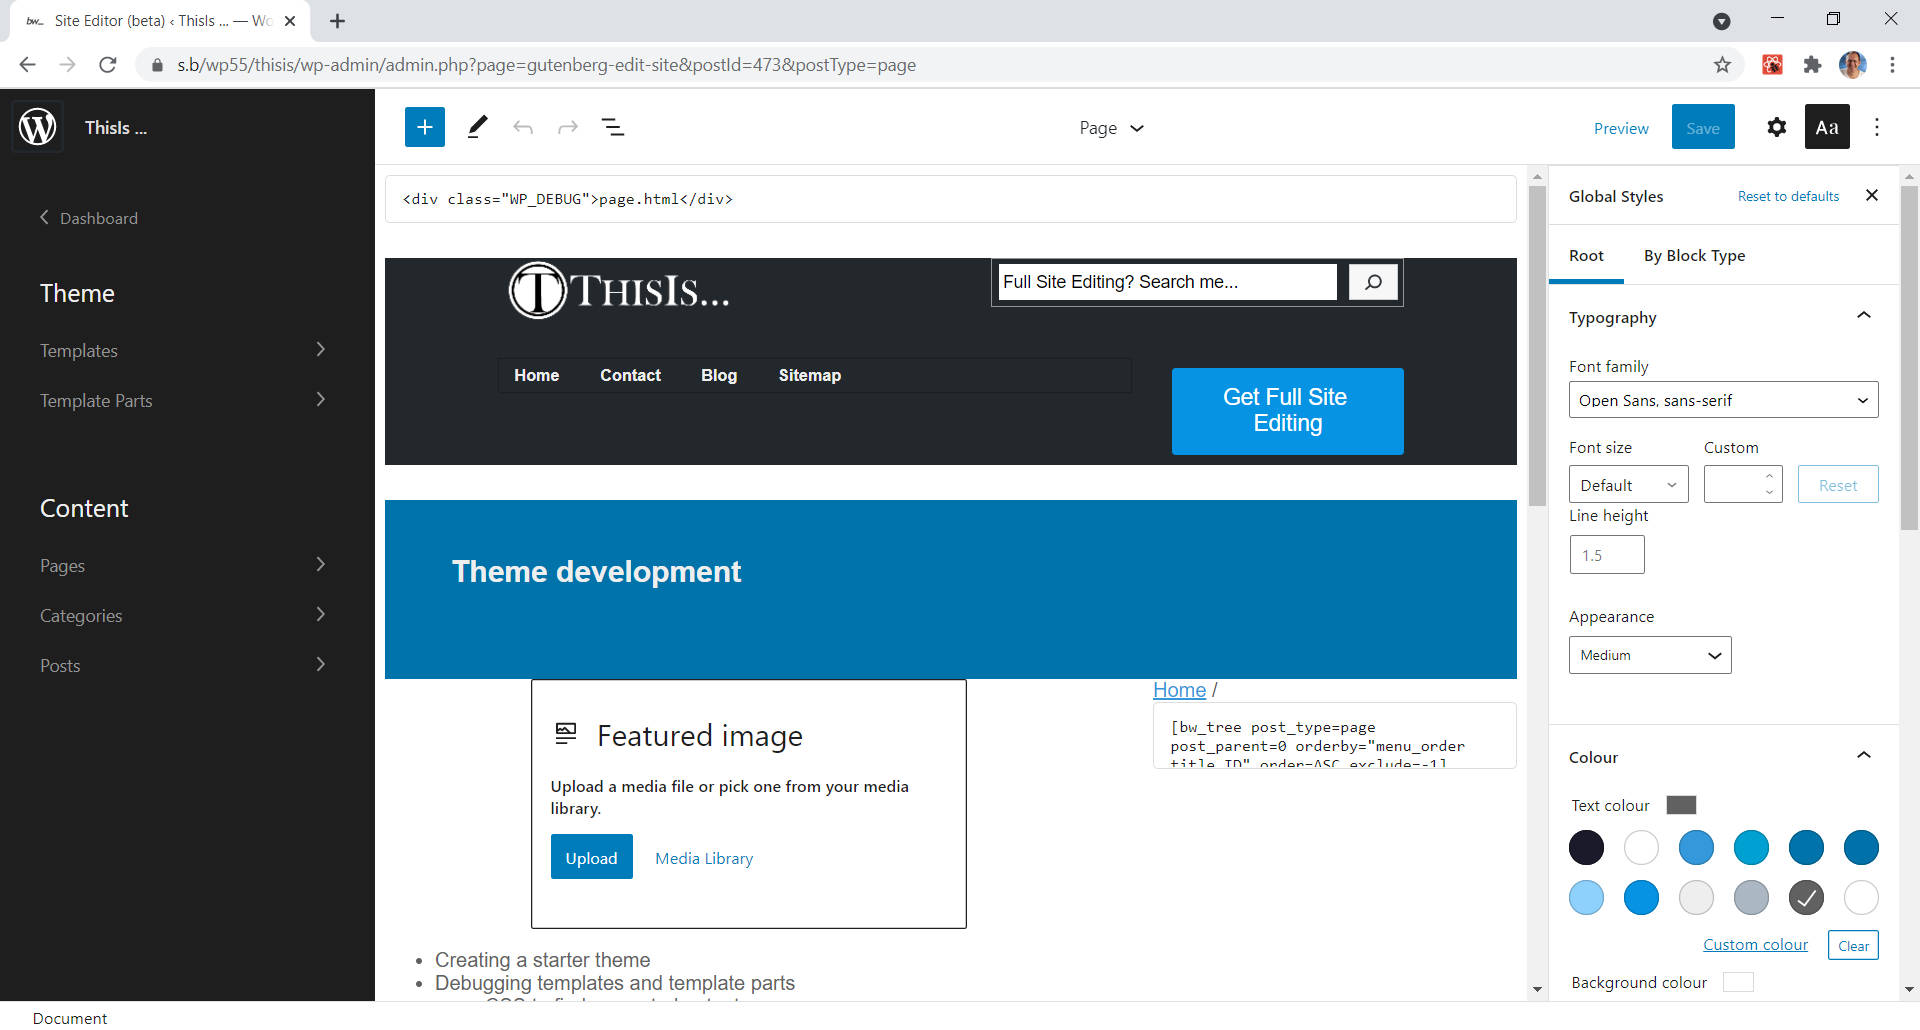 Site Editor (beta) ‹ ThisIs ... — Wo
s.b/wp55/thisis/wp-admin/admin.php?page=gutenberg-edit-site&postId=473&postType=page
ThisIs ...
Dashboard
Theme
Templates
Template Parts
Content
Pages
Categories
Posts
Page
Preview
Save
Aa
<div class="WP_DEBUG">page.html</div>
ThisIs...
Full Site Editing? Search me...
Home
Contact
Blog
Sitemap
Get Full Site
Editing
Theme development
Featured image
Upload a media file or pick one from your media
library.
Upload
Media Library
Home /
[bw_tree post_type=page
post_parent=0 orderby="menu_order
title ID" order=ASC exclude=-1]
Creating a starter theme
Debugging templates and template parts
Global Styles
Reset to defaults
Root
By Block Type
Typography
Font family
Open Sans, sans-serif
Font size
Custom
Default
Reset
Line height
1.5
Appearance
Medium
Colour
Text colour
Custom colour
Clear
Background colour
Document